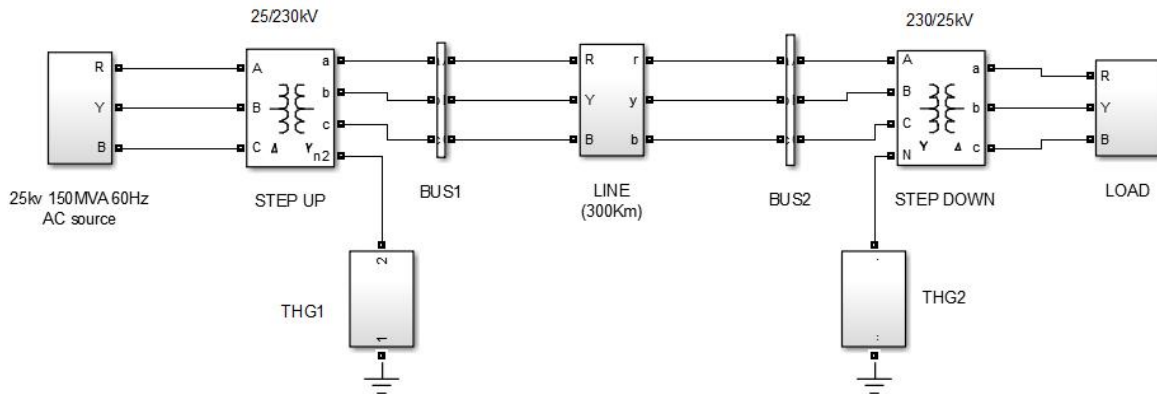 25/230kV
230/25kV
R
Y
B
A
B
C
Δ Y
a
b
c
n2
R
Y
B
r
y
b
A
B
C
N
Y Δ
a
b
c
R
Y
B
25kv 150MVA 60Hz
AC source
STEP UP
BUS1
LINE
(300Km)
BUS2
STEP DOWN
LOAD
2
THG1
1
THG2